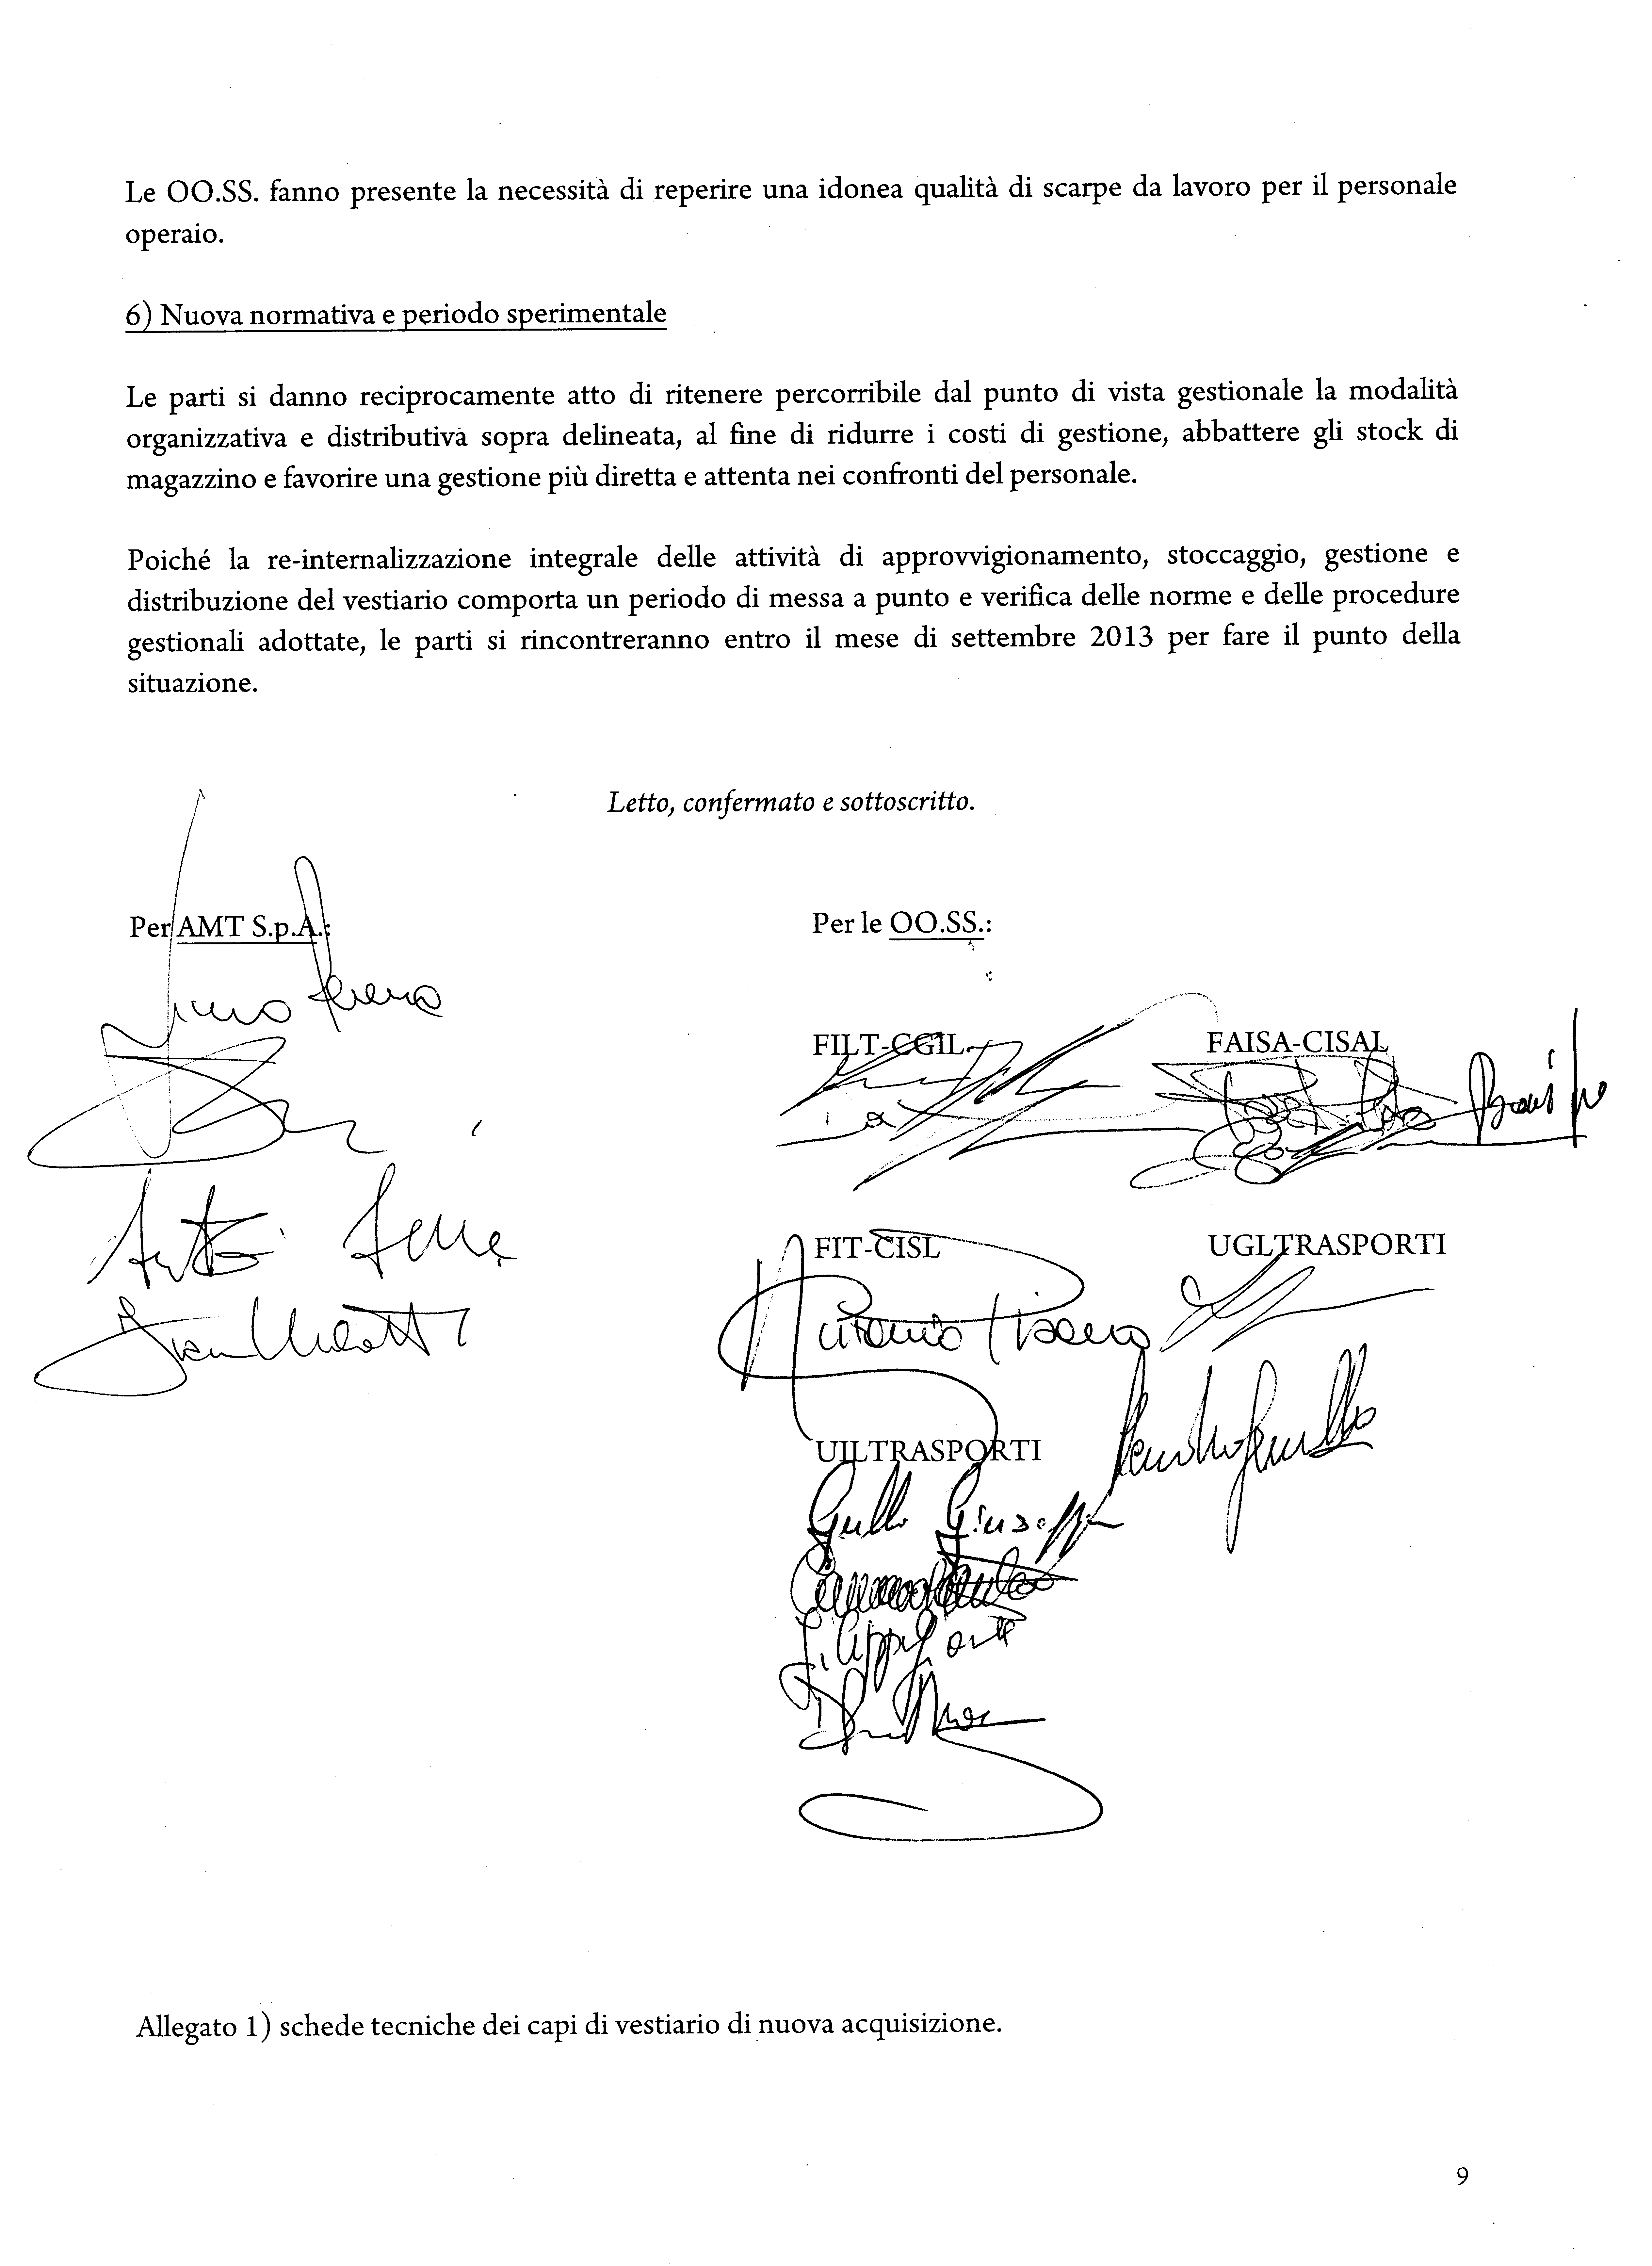 Le OO.SS. fanno presente la necessità di reperire una idonea qualità di scarpe da lavoro per il personale
operaio.
6) Nuova normativa e periodo sperimentale
Le parti si danno reciprocamente atto di ritenere percorribile dal punto di vista gestionale la modalità
organizzativa e distributiva sopra delineata, al fine di ridurre i costi di gestione, abbattere gli stock di
magazzino e favorire una gestione più diretta e attenta nei confronti del personale.
Poiché la re-internalizzazione integrale delle attività di approvvigionamento, stoccaggio, gestione e
distribuzione del vestiario comporta un periodo di messa a punto e verifica delle norme e delle procedure
gestionali adottate, le parti si rincontreranno entro il mese di settembre 2013 per fare il punto della
situazione.
Letto, confermato e sottoscritto.
Per AMT S.p.A.:
Per le OO.SS.:
FILT-CGIL
FAISA-CISAL
FIT-CISL
UGLTRASPORTI
Antonio
UILTRASPORTI
Gullo Giuseppe
Allegato 1) schede tecniche dei capi di vestiario di nuova acquisizione.
9